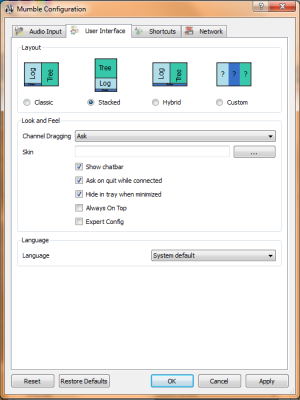 Mumble Configuration
Audio Input User Interface Shortcuts Network
Layout
Log Tree Tree Log Log Tree ? ? ?
Classic Stacked Hybrid Custom
Look and Feel
Channel Dragging Ask
Skin ...
Show chatbar
Ask on quit while connected
Hide in tray when minimized
Always On Top
Expert Config
Language
Language System default
Reset Restore Defaults OK Cancel Apply